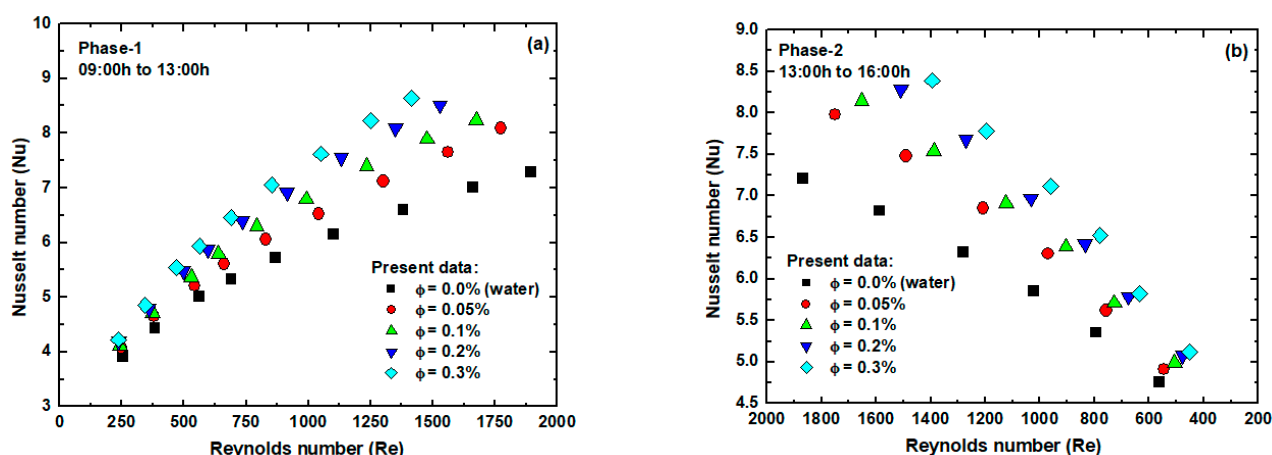 10
9
8
7
6
5
4
3
Nusselt number (Nu)
Phase-1
09:00h to 13:00h
(a)
Present data:
ϕ = 0.0% (water)
ϕ = 0.05%
ϕ = 0.1%
ϕ = 0.2%
ϕ = 0.3%
0 250 500 750 1000 1250 1500 1750 2000
Reynolds number (Re)
9.0
8.5
8.0
7.5
7.0
6.5
6.0
5.5
5.0
4.5
Nusselt number (Nu)
Phase-2
13:00h to 16:00h
(b)
Present data:
ϕ = 0.0% (water)
ϕ = 0.05%
ϕ = 0.1%
ϕ = 0.2%
ϕ = 0.3%
2000 1800 1600 1400 1200 1000 800 600 400 200
Reynolds number (Re)